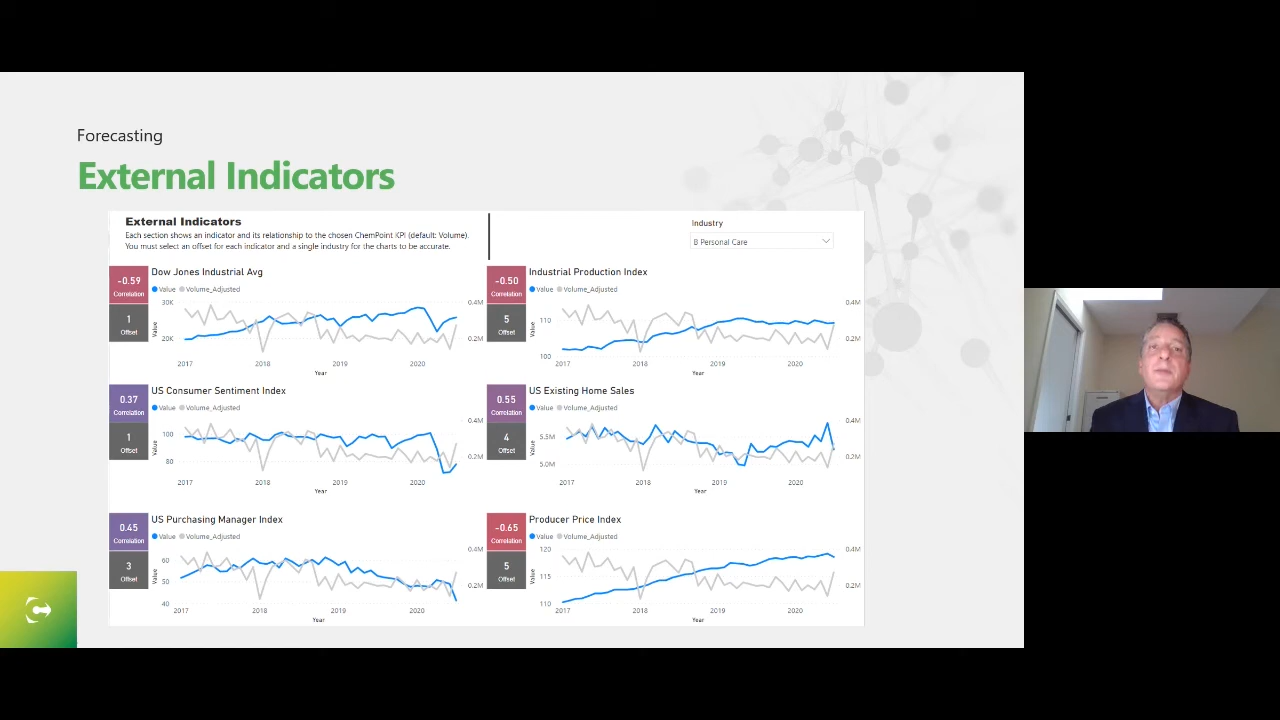 Forecasting
External Indicators
External Indicators
Each section shows an indicator and its relationship to the chosen ChemPoint KPI (default: Volume).
You must select an offset for each indicator and a single industry for the charts to be accurate.
Industry
B Personal Care
-0.59
Correlation
1
Offset
Dow Jones Industrial Avg
Value Volume_Adjusted
30K
20K
Value
0.4M
0.2M
2017 2018 2019 2020
Year
-0.50
Correlation
5
Offset
Industrial Production Index
Value Volume_Adjusted
110
100
Value
0.4M
0.2M
2017 2018 2019 2020
Year
0.37
Correlation
1
Offset
US Consumer Sentiment Index
Value Volume_Adjusted
100
80
Value
0.4M
0.2M
2017 2018 2019 2020
Year
0.55
Correlation
4
Offset
US Existing Home Sales
Value Volume_Adjusted
5.5M
5.0M
Value
0.4M
0.2M
2017 2018 2019 2020
Year
0.45
Correlation
3
Offset
US Purchasing Manager Index
Value Volume_Adjusted
60
50
40
Value
0.4M
0.2M
2017 2018 2019 2020
Year
-0.65
Correlation
5
Offset
Producer Price Index
Value Volume_Adjusted
120
115
110
Value
0.4M
0.2M
2017 2018 2019 2020
Year